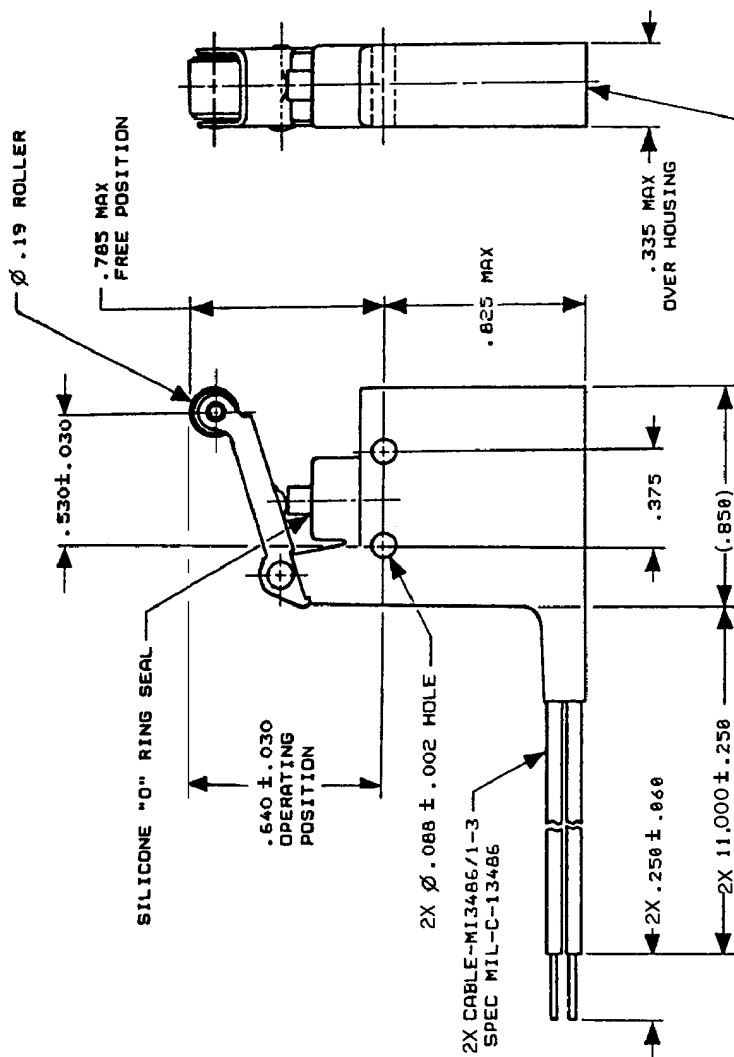 Ø .19 ROLLER
.785 MAX
FREE POSITION
.335 MAX
OVER HOUSING
.825 MAX
.530±.030
SILICONE "O" RING SEAL
.640±.030
OPERATING
POSITION
2X Ø.088±.002 HOLE
.375
(.850)
2X CABLE-M13486/1-3
SPEC MIL-C-13486
2X .250±.060
2X 11.000±.250